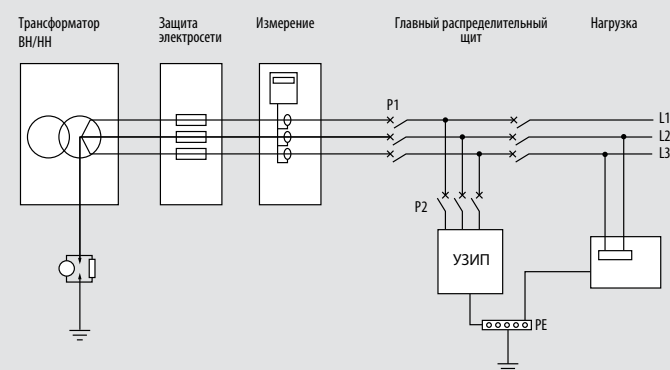 Трансформатор
ВН/НН
Защита
электросети
Измерение
Главный распределительный
щит
Нагрузка
P1
L1
L2
L3
P2
УЗИП
PE